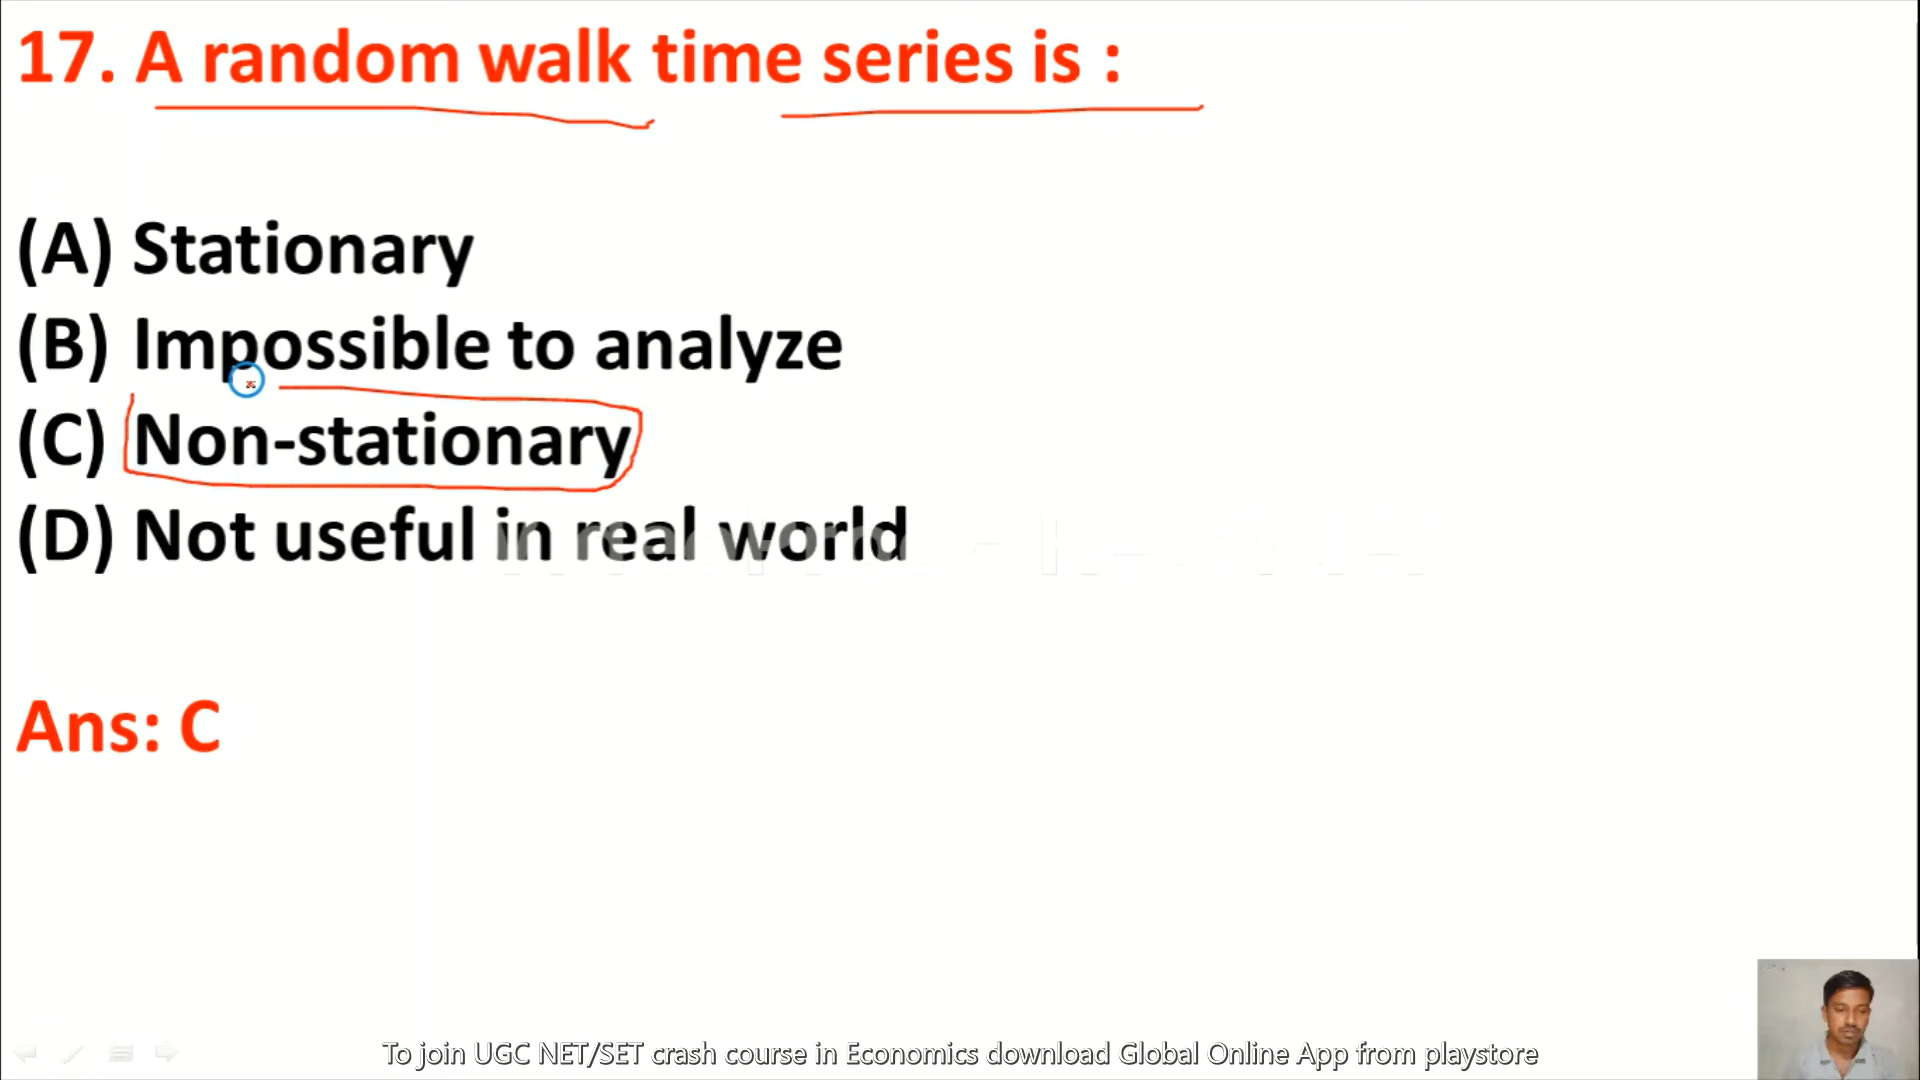 17. A random walk time series is :
(A) Stationary
(B) Impossible to analyze
(C) Non-stationary
(D) Not useful in real world
Ans: C
To join UGC NET/SET crash course in Economics download Global Online App from playstore